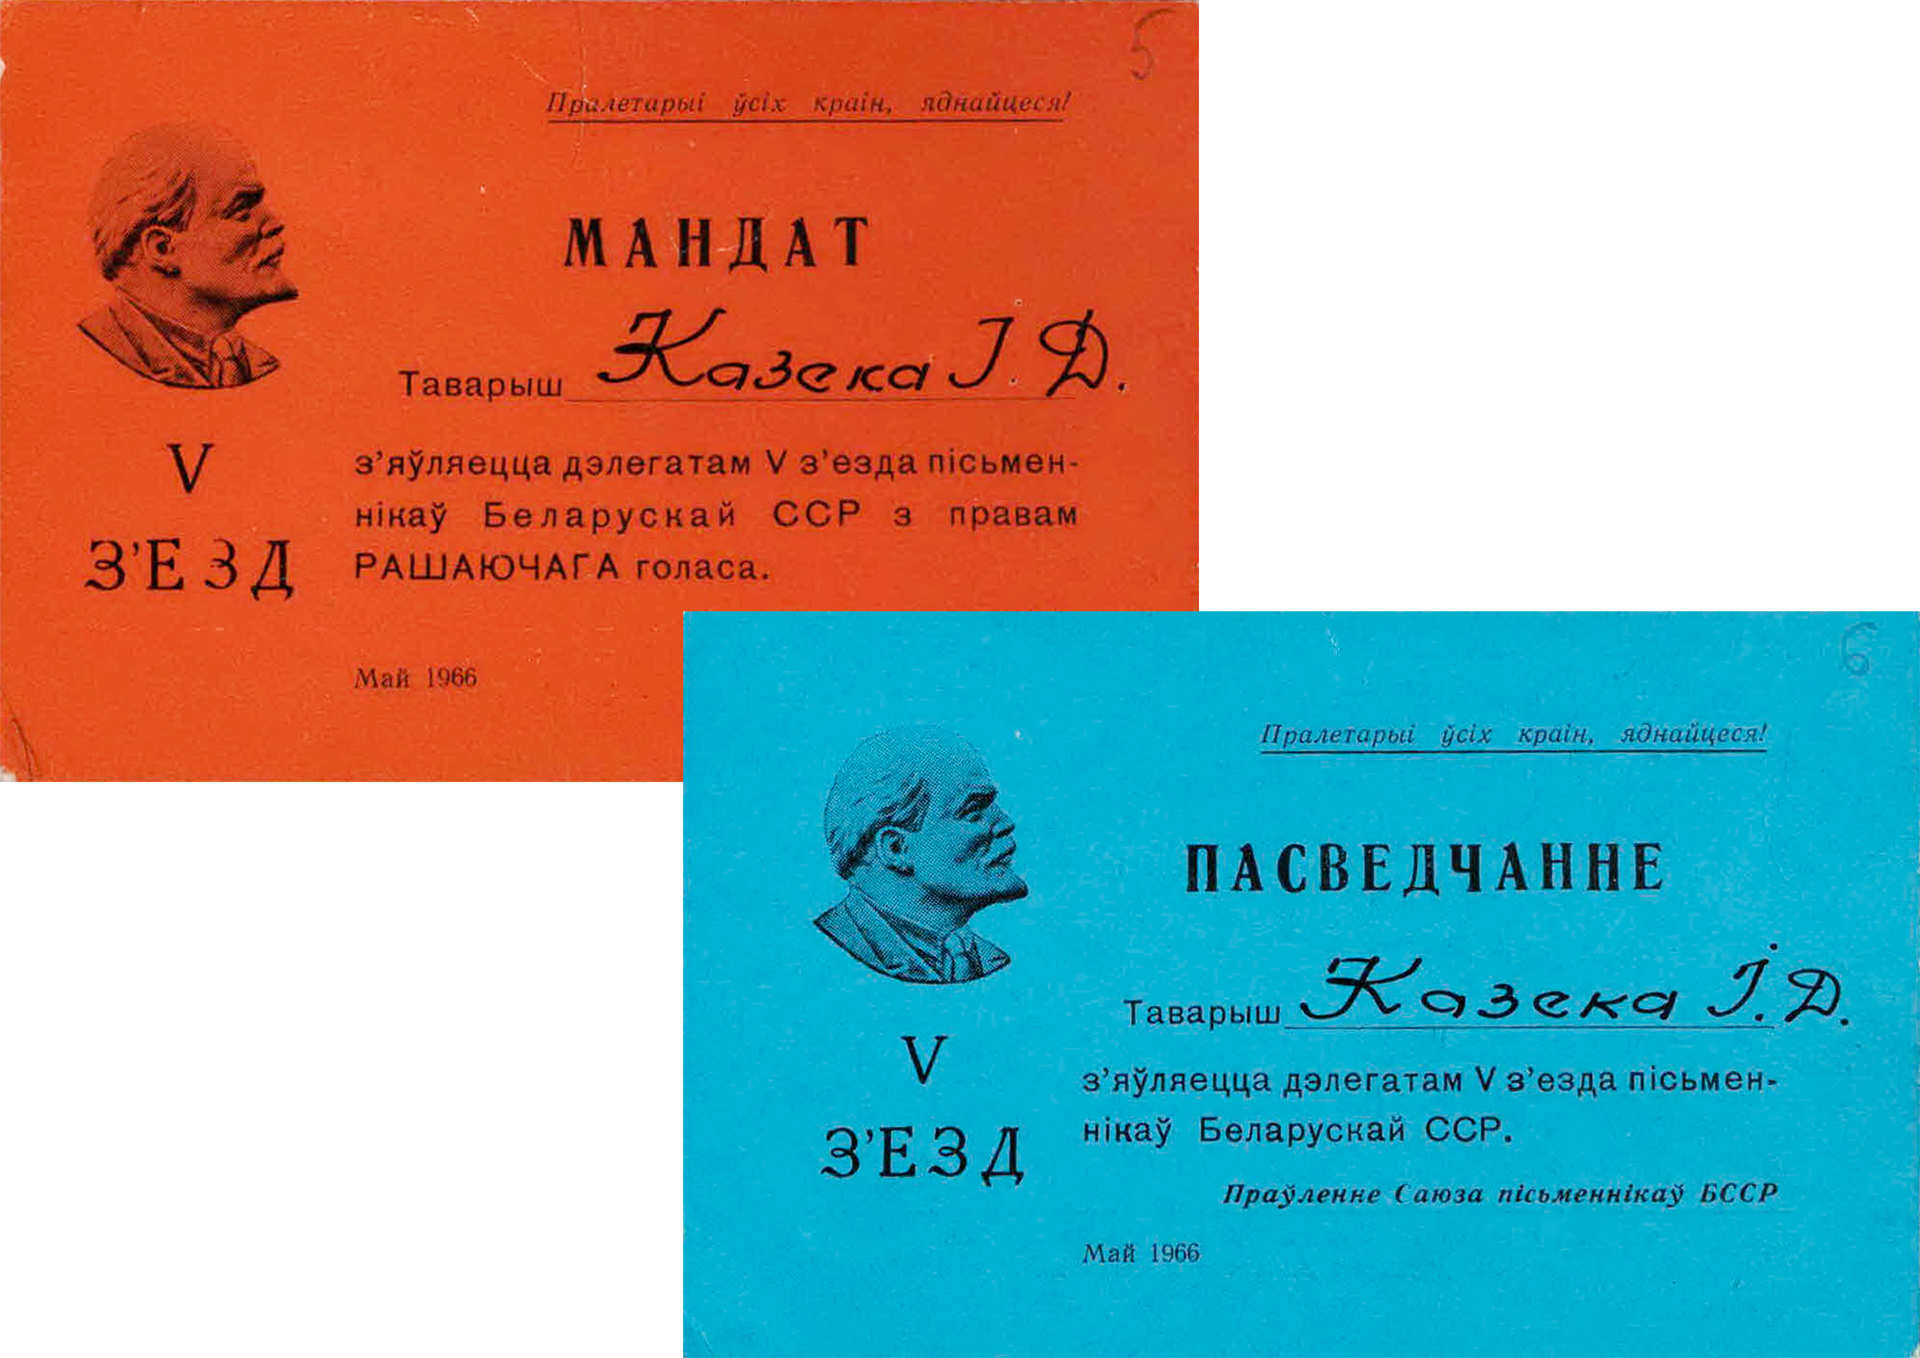 5
Пралетарыі ўсіх краін, яднайцеся!
МАНДАТ
Таварыш Казека І. Д.
V
З'ЕЗД
з'яўляецца дэлегатам V з'езда пісьмен-
нікаў Беларускай ССР з правам
РАШАЮЧАГА голаса.
Май 1966
6
Пралетарыі ўсіх краін, яднайцеся!
ПАСВЕДЧАННЕ
Таварыш Казека І. Д.
V
З'ЕЗД
з'яўляецца дэлегатам V з'езда пісьмен-
нікаў Беларускай ССР.
Праўленне Саюза пісьменнікаў БССР
Май 1966